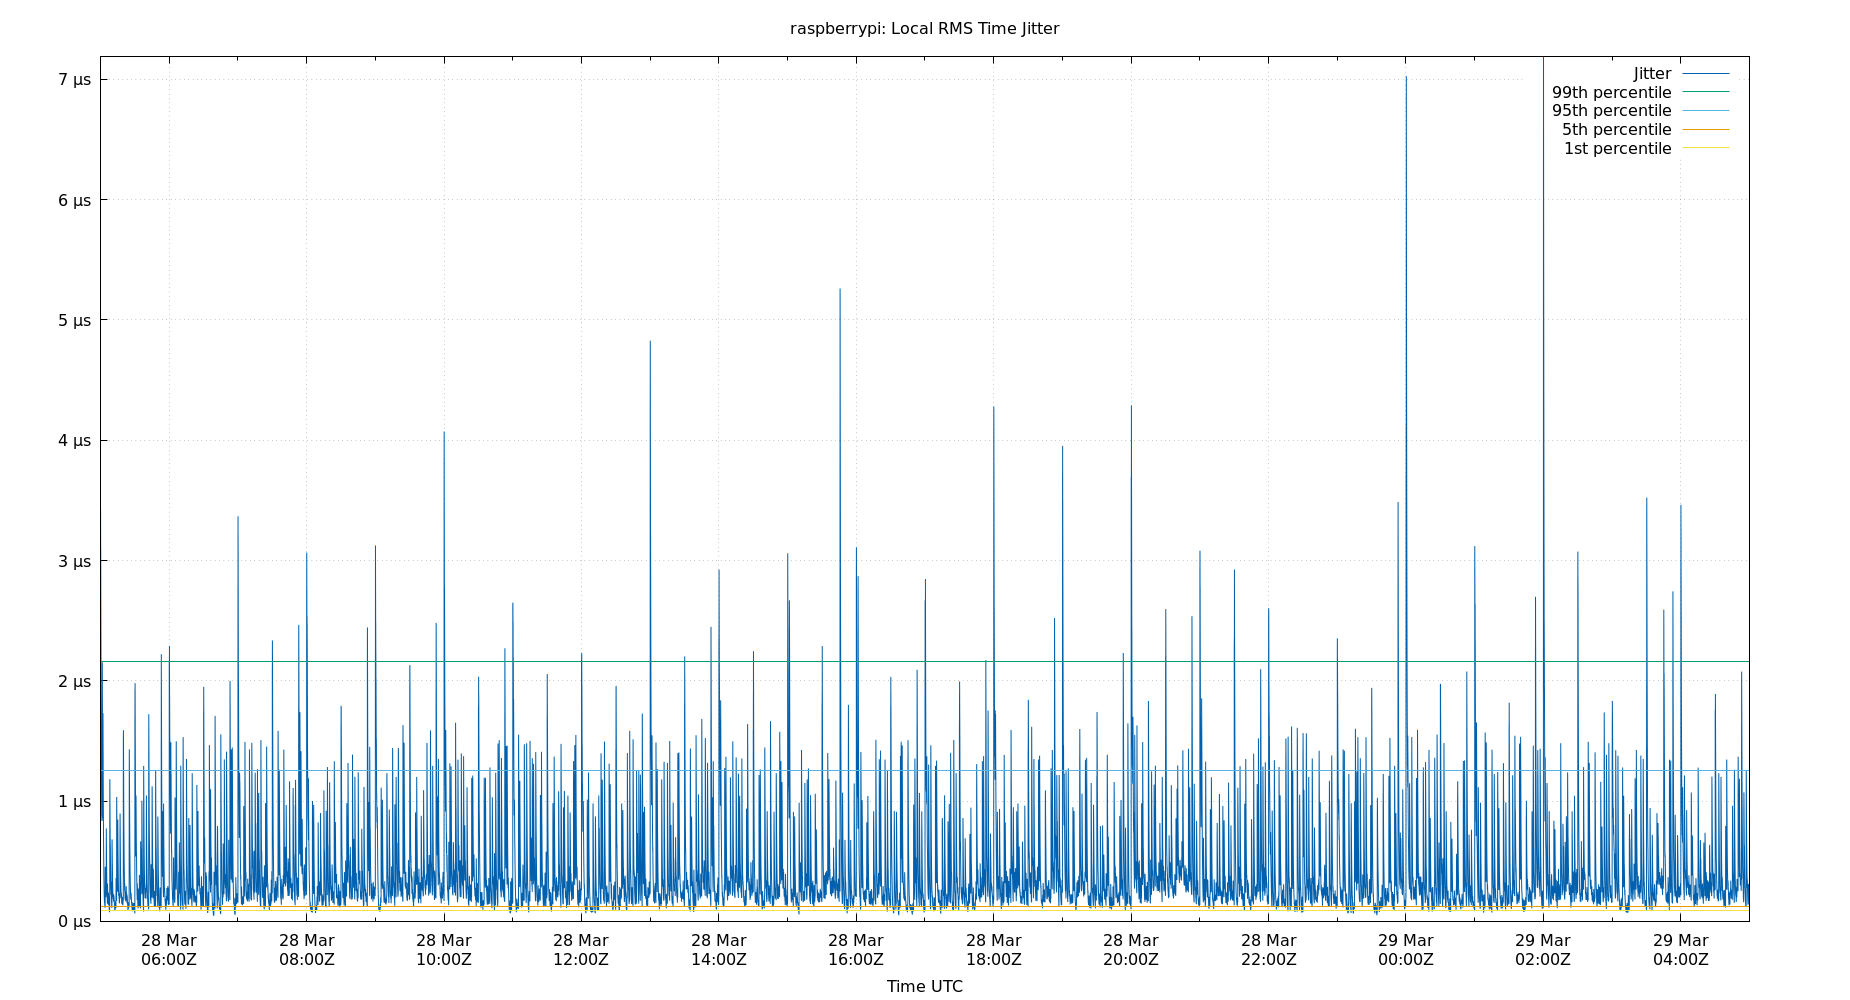 raspberrypi: Local RMS Time Jitter
7 μs
6 μs
5 μs
4 μs
3 μs
2 μs
1 μs
0 μs
Jitter
99th percentile
95th percentile
5th percentile
1st percentile
28 Mar 28 Mar 28 Mar 28 Mar 28 Mar 28 Mar 28 Mar 28 Mar 28 Mar 29 Mar 29 Mar 29 Mar
06:00Z 08:00Z 10:00Z 12:00Z 14:00Z 16:00Z 18:00Z 20:00Z 22:00Z 00:00Z 02:00Z 04:00Z
Time UTC